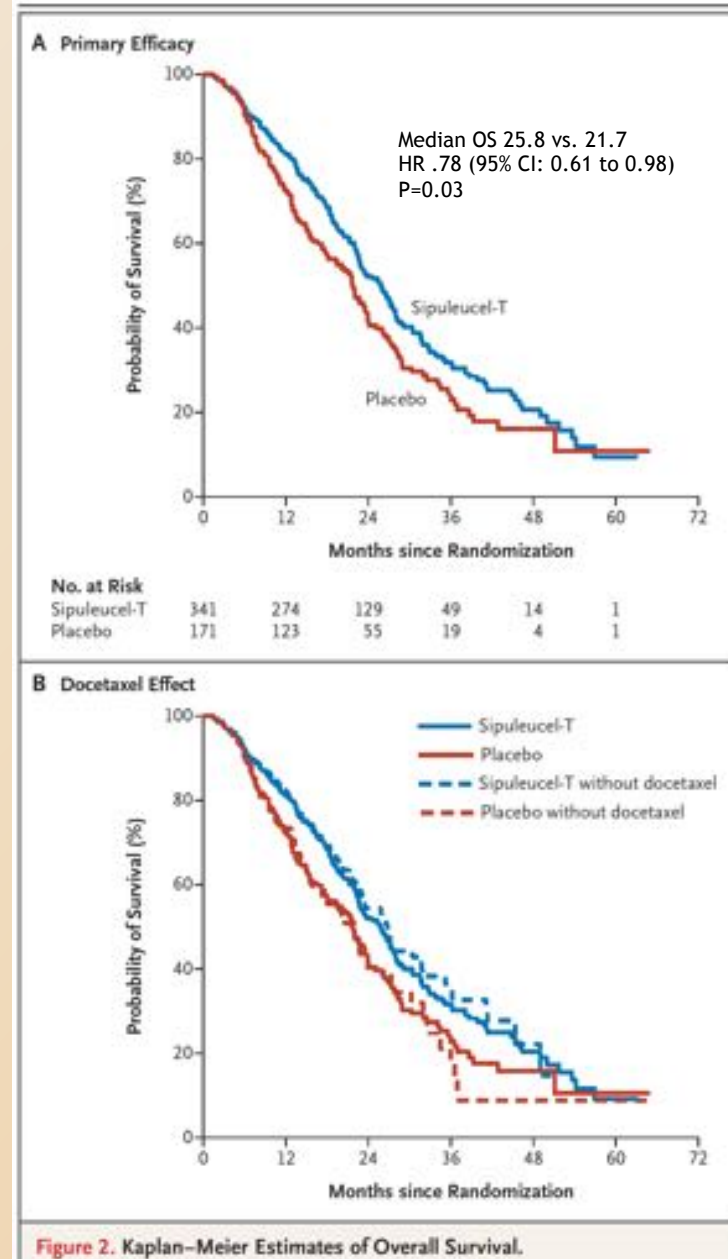 A Primary Efficacy
100
80
60
40
20
0
Probability of Survival (%)
Median OS 25.8 vs. 21.7
HR .78 (95% CI: 0.61 to 0.98)
P=0.03
Sipuleucel-T
Placebo
0 12 24 36 48 60 72
Months since Randomization
No. at Risk
Sipuleucel-T 341 274 129 49 14 1
Placebo 171 123 55 19 4 1
B Docetaxel Effect
100
80
60
40
20
0
Probability of Survival (%)
Sipuleucel-T
Placebo
Sipuleucel-T without docetaxel
Placebo without docetaxel
0 12 24 36 48 60 72
Months since Randomization
Figure 2. Kaplan–Meier Estimates of Overall Survival.